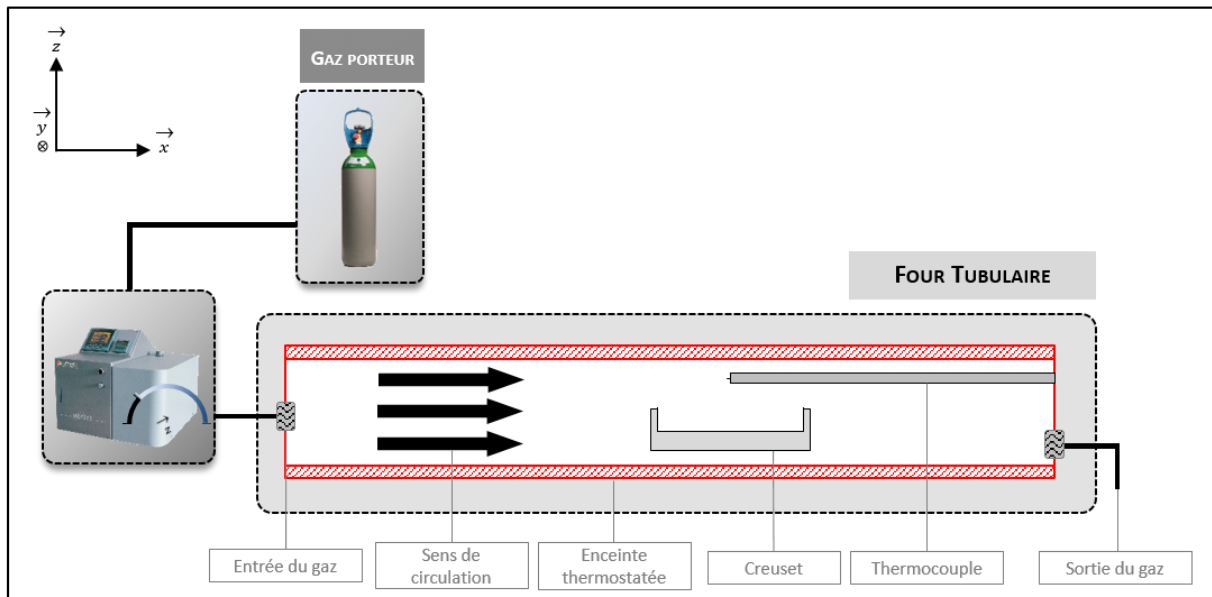 z
GAZ PORTEUR
y
⊗
x
FOUR TUBULAIRE
z
Entrée du gaz
Sens de
circulation
Enceinte
thermostatée
Creuset
Thermocouple
Sortie du gaz